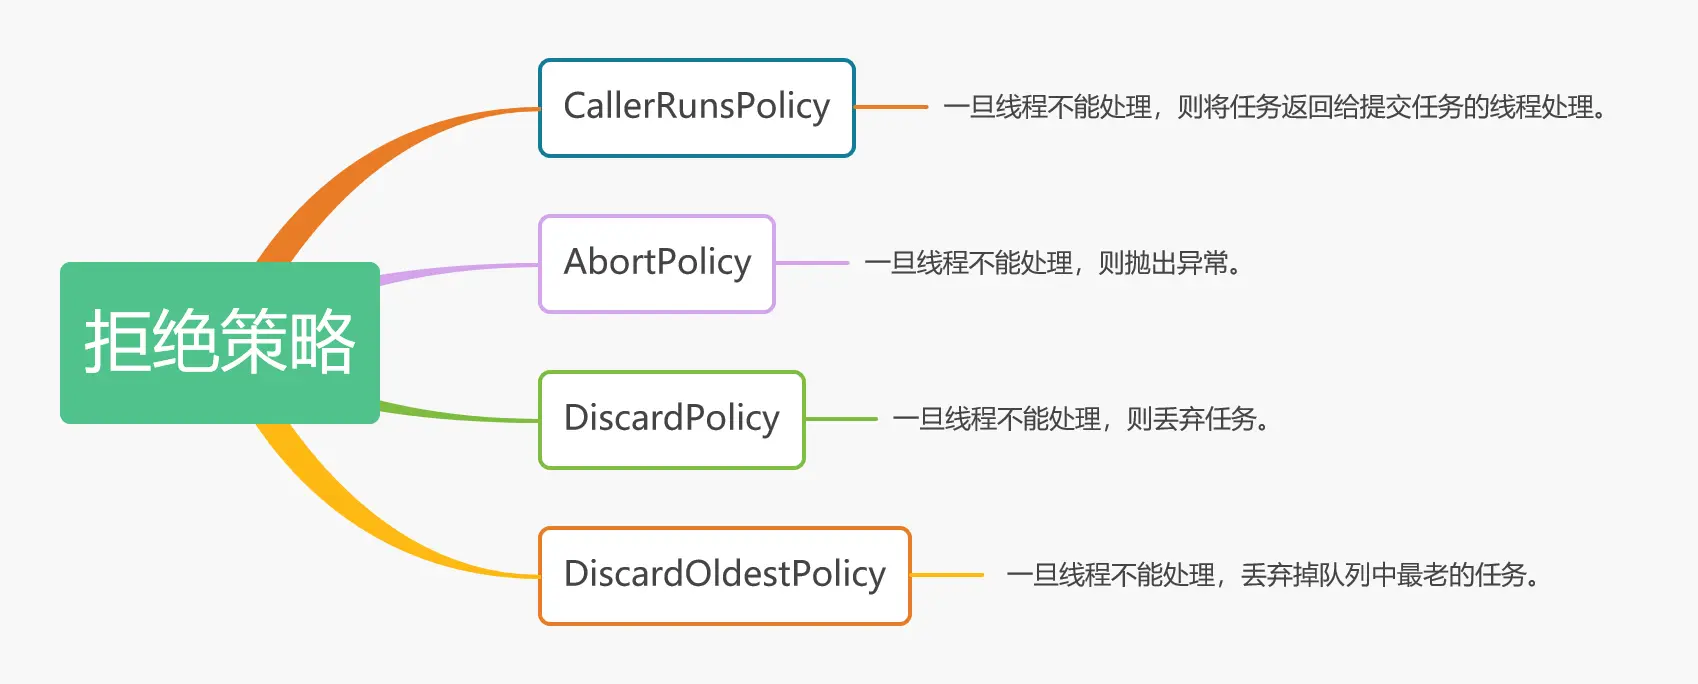 拒绝策略
CallerRunsPolicy
一旦线程不能处理，则将任务返回给提交任务的线程处理。
AbortPolicy
一旦线程不能处理，则抛出异常。
DiscardPolicy
一旦线程不能处理，则丢弃任务。
DiscardOldestPolicy
一旦线程不能处理，丢弃掉队列中最老的任务。